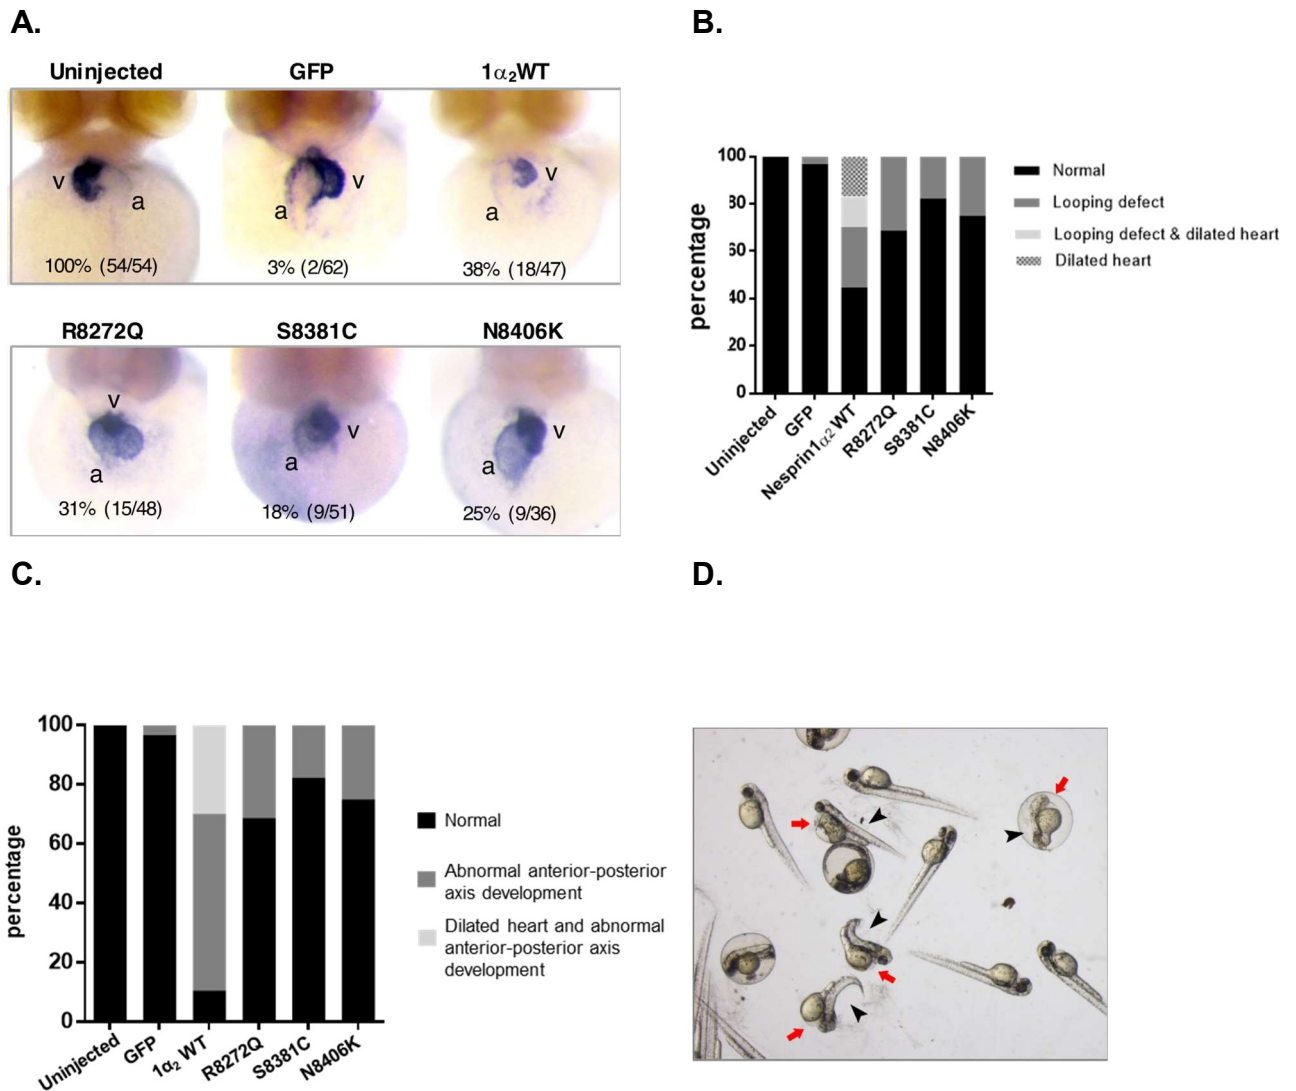 A.
Uninjected GFP 1α₂WT
v a
a v
v a
100% (54/54) 3% (2/62) 38% (18/47)
R8272Q S8381C N8406K
v a
v a
v a
31% (15/48) 18% (9/51) 25% (9/36)
B.
percentage
100
80
60
40
20
0
Uninjected
GFP
Nesprin1α² WT
R8272Q
S8381C
N8406K
Normal
Looping defect
Looping defect & dilated heart
Dilated heart
C.
percentage
100
80
60
40
20
0
Uninjected
GFP
1α₂ WT
R8272Q
S8381C
N8406K
Normal
Abnormal anterior-posterior
axis development
Dilated heart and abnormal
anterior-posterior axis
development
D.